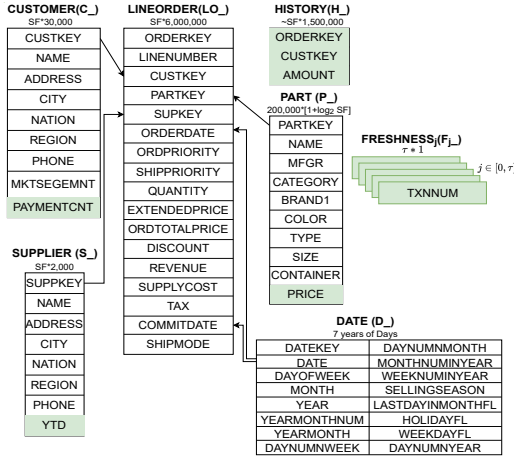 CUSTOMER(C_)
SF*30,000
CUSTKEY
NAME
ADDRESS
CITY
NATION
REGION
PHONE
MKTSEGEMNT
PAYMENTCNT
SUPPLIER (S_)
SF*2,000
SUPPKEY
NAME
ADDRESS
CITY
NATION
REGION
PHONE
YTD
LINEORDER(LO_)
SF*6,000,000
ORDERKEY
LINENUMBER
CUSTKEY
PARTKEY
SUPKEY
ORDERDATE
ORDPRIORITY
SHIPPRIORITY
QUANTITY
EXTENDEDPRICE
ORDTOTALPRICE
DISCOUNT
REVENUE
SUPPLYCOST
TAX
COMMITDATE
SHIPMODE
HISTORY(H_)
~SF*1,500,000
ORDERKEY
CUSTKEY
AMOUNT
PART (P_)
200,000*[1+log₂ SF]
PARTKEY
NAME
MFGR
CATEGORY
BRAND1
COLOR
TYPE
SIZE
CONTAINER
PRICE
FRESHNESSⱼ(Fⱼ_)
τ * 1
j ∈ [0, τ]
TXNNUM
DATE (D_)
7 years of Days
DATEKEY DAYNUMNMONTH
DATE MONTHNUMINYEAR
DAYOFWEEK WEEKNUMINYEAR
MONTH SELLINGSEASON
YEAR LASTDAYINMONTHFL
YEARMONTHNUM HOLIDAYFL
YEARMONTH WEEKDAYFL
DAYNUMNWEEK DAYNUMNYEAR